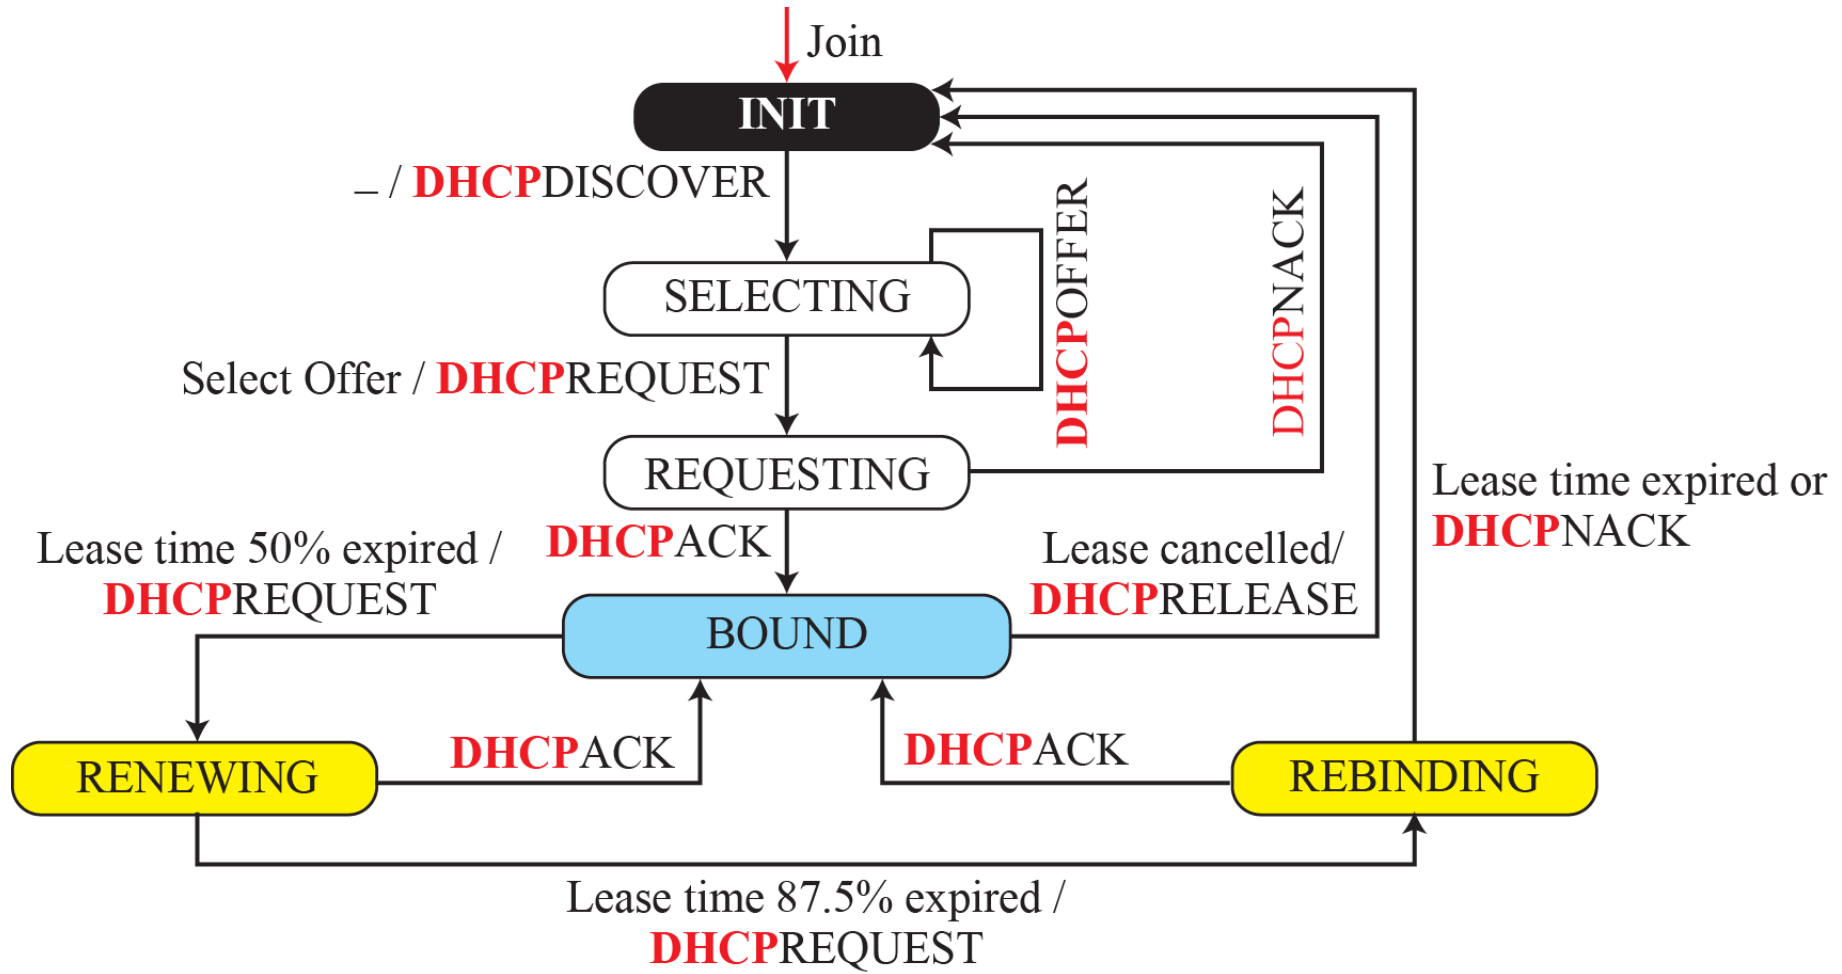 Join
INIT
– / DHCPDISCOVER
SELECTING
DHCPOFFER
DHCPNACK
Select Offer / DHCPREQUEST
REQUESTING
Lease time expired or
DHCPNACK
Lease time 50% expired /
DHCPREQUEST
DHCPACK
Lease cancelled/
DHCPRELEASE
BOUND
RENEWING
DHCPACK
DHCPACK
REBINDING
Lease time 87.5% expired /
DHCPREQUEST